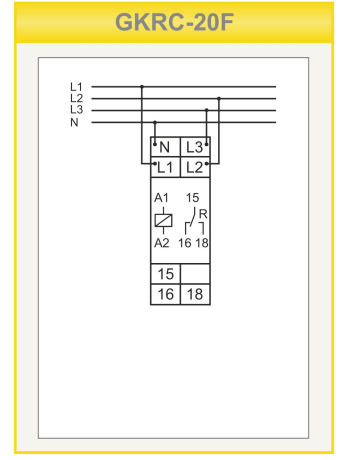 GKRC-20F
L1
L2
L3
N
N L3
L1 L2
A1 15
R
A2 16 18
15
16 18